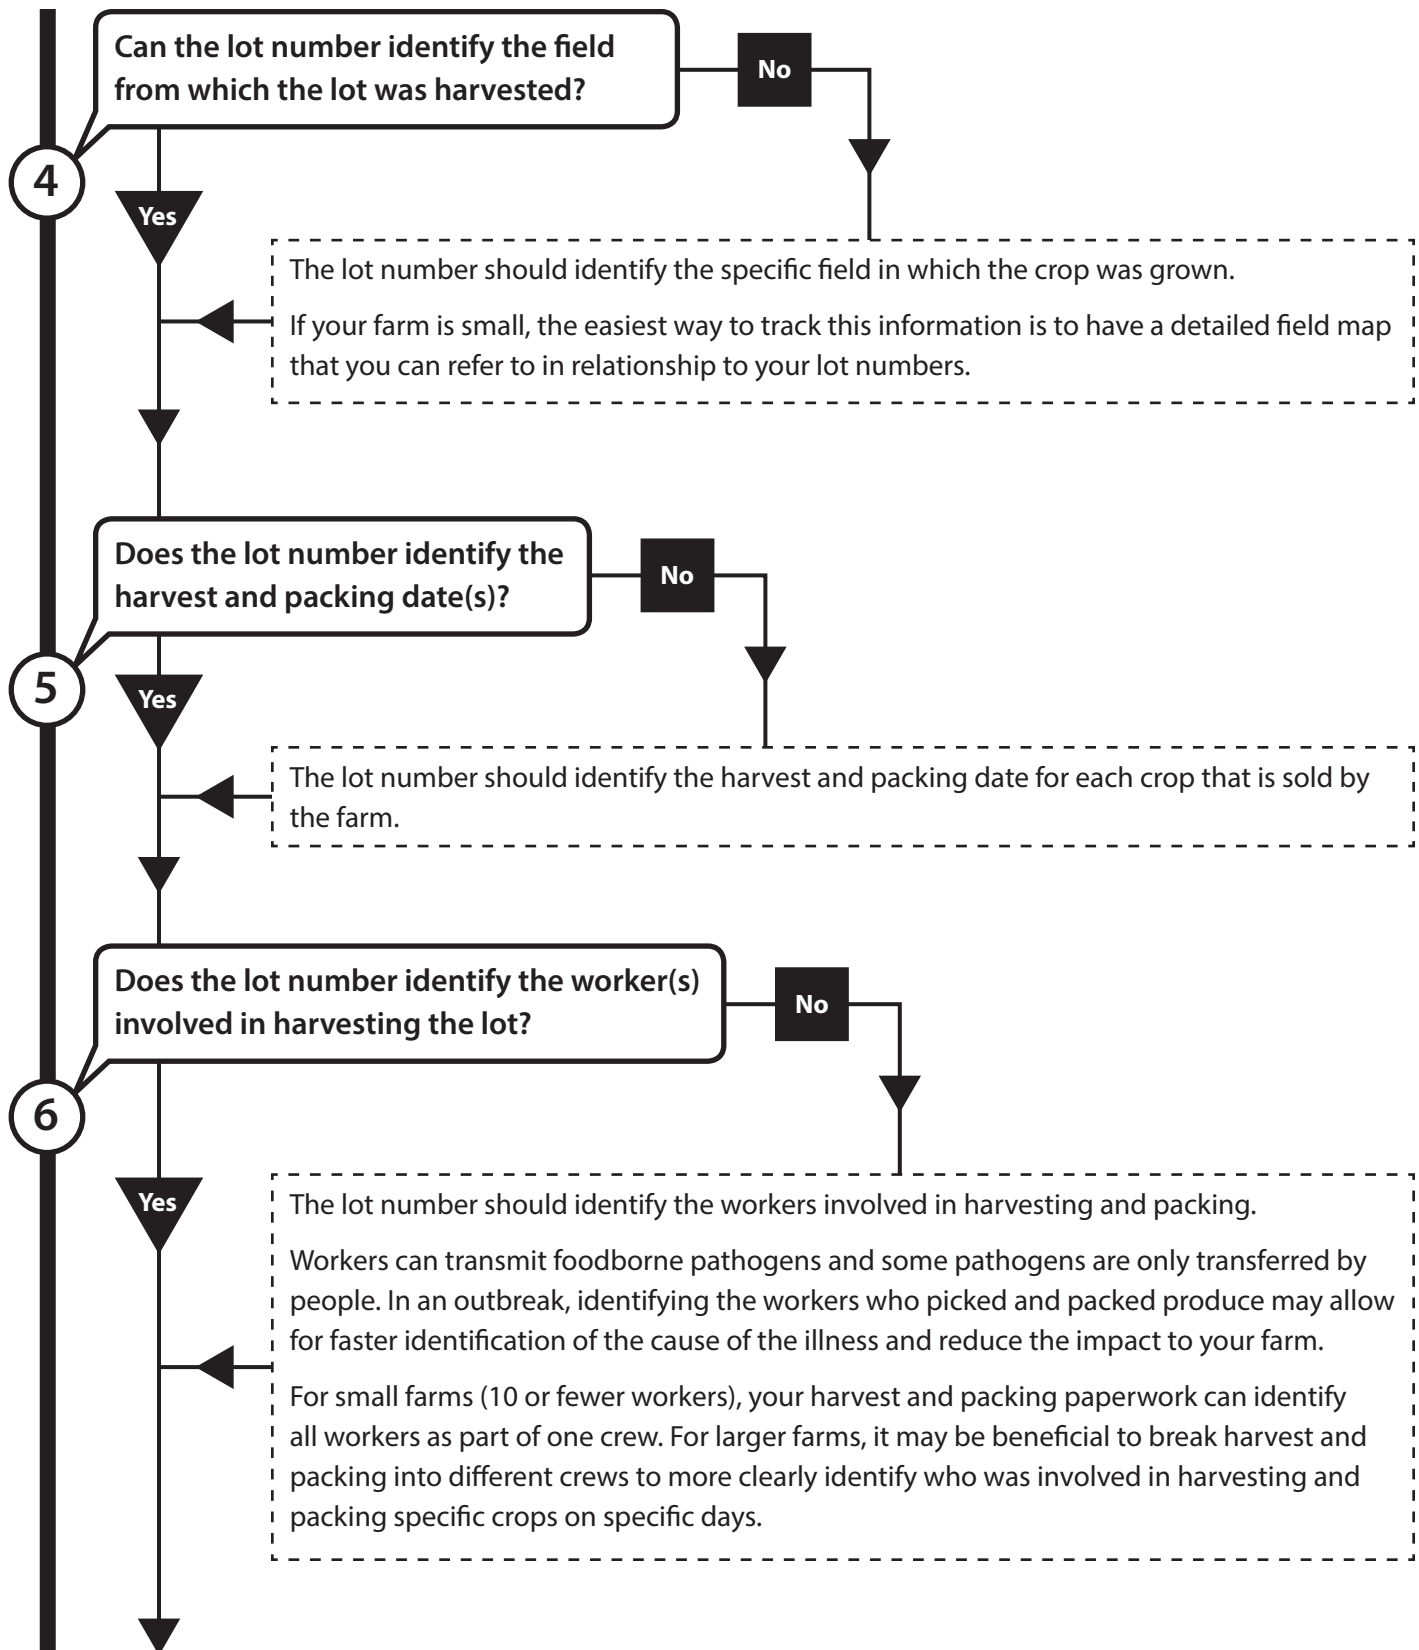 Can the lot number identify the field
from which the lot was harvested?
No
4
Yes
The lot number should identify the specific field in which the crop was grown.
If your farm is small, the easiest way to track this information is to have a detailed field map
that you can refer to in relationship to your lot numbers.
Does the lot number identify the
harvest and packing date(s)?
No
5
Yes
The lot number should identify the harvest and packing date for each crop that is sold by
the farm.
Does the lot number identify the worker(s)
involved in harvesting the lot?
No
6
Yes
The lot number should identify the workers involved in harvesting and packing.
Workers can transmit foodborne pathogens and some pathogens are only transferred by
people. In an outbreak, identifying the workers who picked and packed produce may allow
for faster identification of the cause of the illness and reduce the impact to your farm.
For small farms (10 or fewer workers), your harvest and packing paperwork can identify
all workers as part of one crew. For larger farms, it may be beneficial to break harvest and
packing into different crews to more clearly identify who was involved in harvesting and
packing specific crops on specific days.